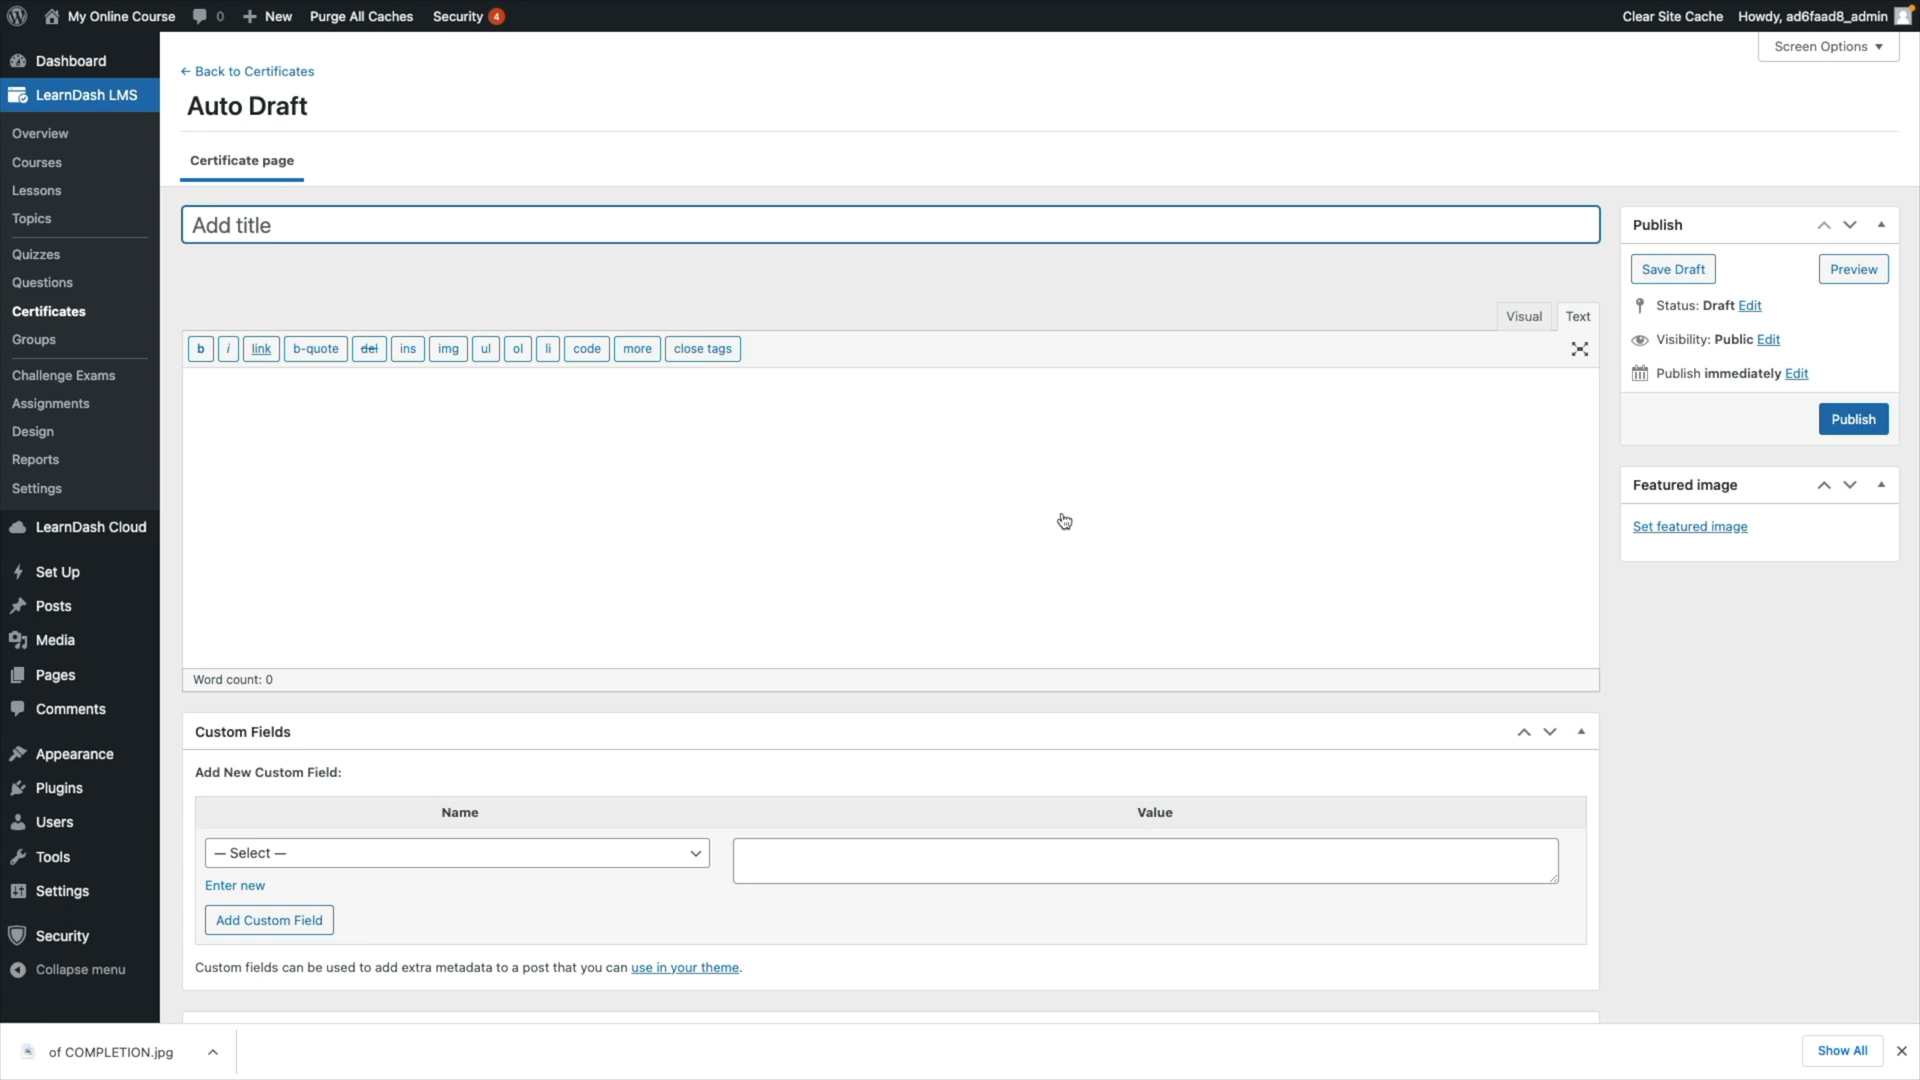 My Online Course 0 New Purge All Caches Security 4 Clear Site Cache Howdy, ad6faad8_admin
Screen Options
Dashboard
LearnDash LMS
Overview
Courses
Lessons
Topics
Quizzes
Questions
Certificates
Groups
Challenge Exams
Assignments
Design
Reports
Settings
LearnDash Cloud
Set Up
Posts
Media
Pages
Comments
Appearance
Plugins
Users
Tools
Settings
Security
Collapse menu
← Back to Certificates
Auto Draft
Certificate page
Add title
Visual Text
b i link b-quote del ins img ul ol li code more close tags
Word count: 0
Custom Fields
Add New Custom Field:
Name Value
— Select —
Enter new
Add Custom Field
Custom fields can be used to add extra metadata to a post that you can use in your theme.
Publish
Save Draft Preview
Status: Draft Edit
Visibility: Public Edit
Publish immediately Edit
Publish
Featured image
Set featured image
of COMPLETION.jpg
Show All